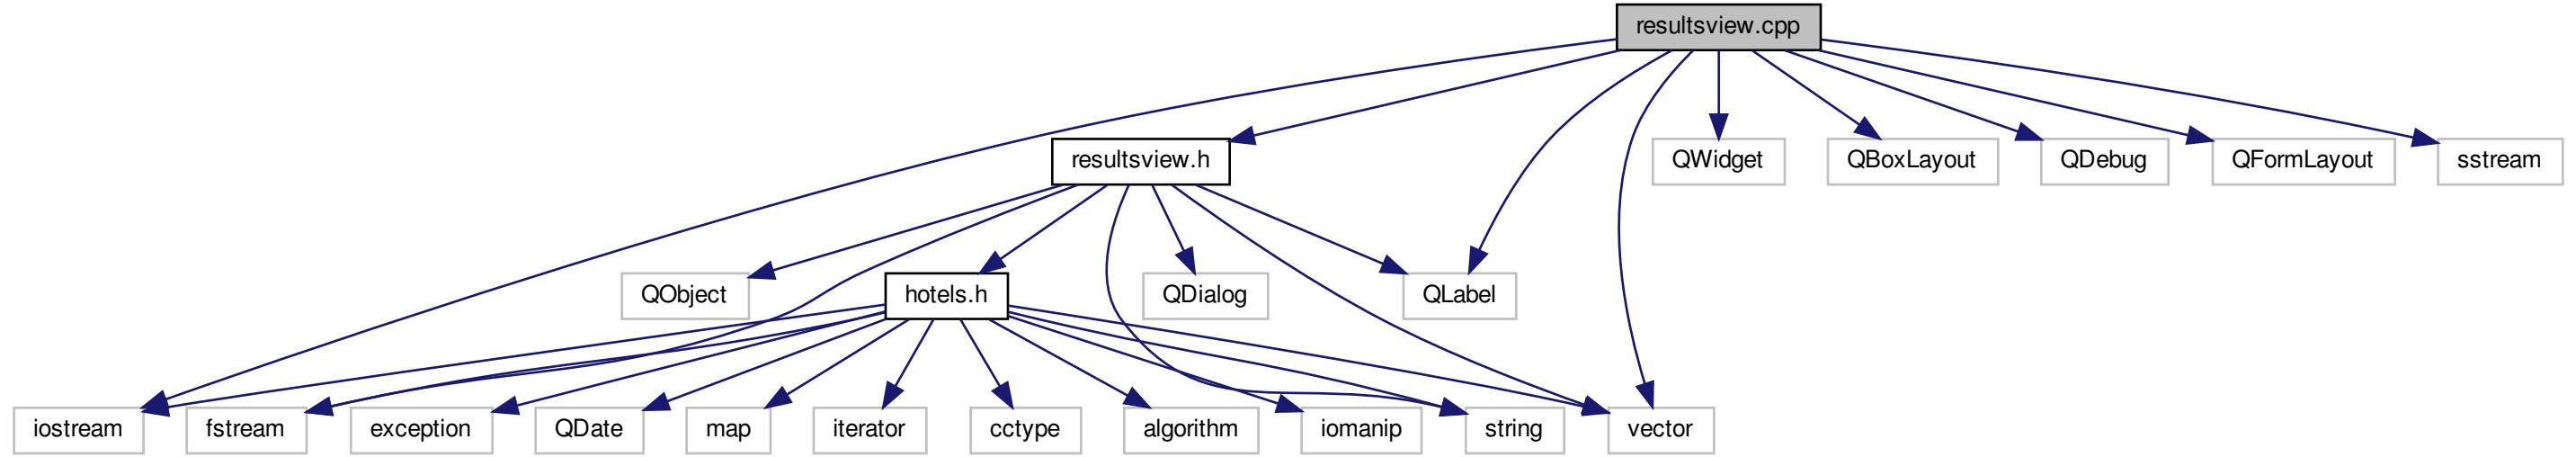 resultsview.cpp
resultsview.h
QWidget
QBoxLayout
QDebug
QFormLayout
sstream
QObject
hotels.h
QDialog
QLabel
iostream
fstream
exception
QDate
map
iterator
cctype
algorithm
iomanip
string
vector